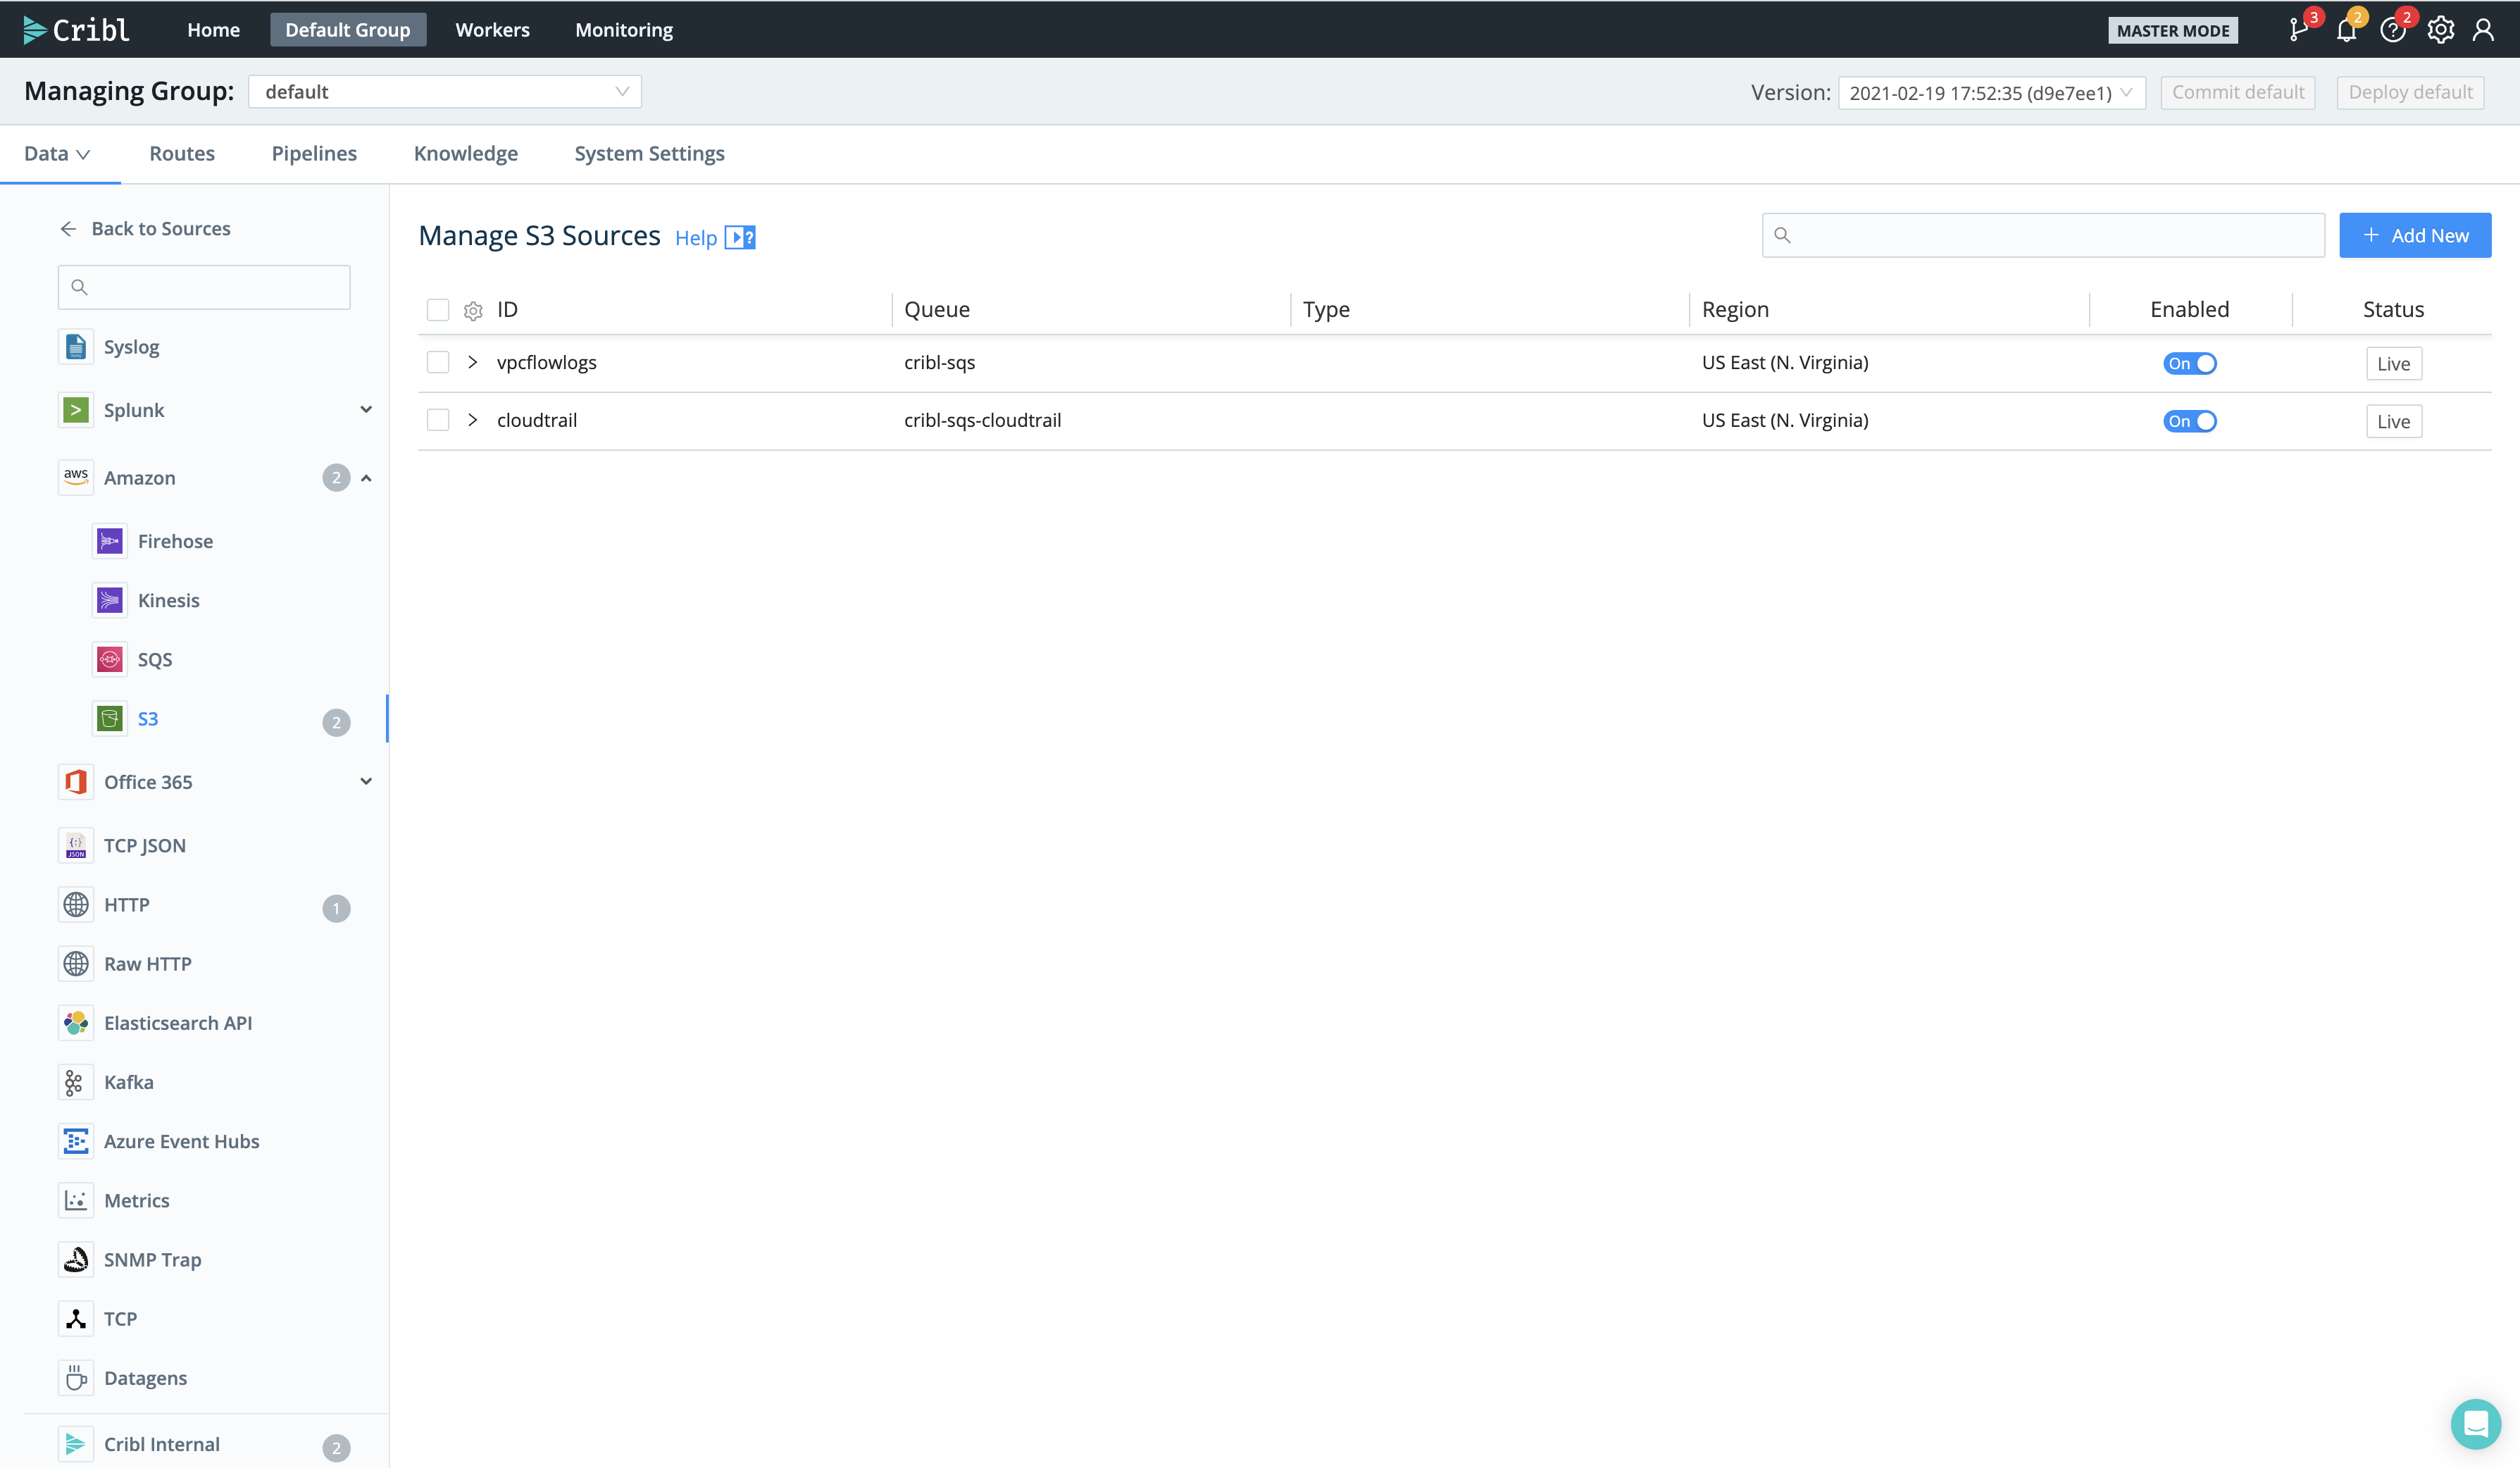 Cribl Home Default Group Workers Monitoring MASTER MODE 3 2 2
Managing Group: default Version: 2021-02-19 17:52:35 (d9e7ee1) Commit default Deploy default
Data Routes Pipelines Knowledge System Settings
Back to Sources
Syslog
Splunk
aws Amazon 2
Firehose
Kinesis
SQS
S3 2
Office 365
JSON TCP JSON
HTTP 1
Raw HTTP
Elasticsearch API
Kafka
Azure Event Hubs
Metrics
SNMP Trap
TCP
Datagens
Cribl Internal 2
Manage S3 Sources Help ? + Add New
ID Queue Type Region Enabled Status
vpcflowlogs cribl-sqs US East (N. Virginia) On Live
cloudtrail cribl-sqs-cloudtrail US East (N. Virginia) On Live